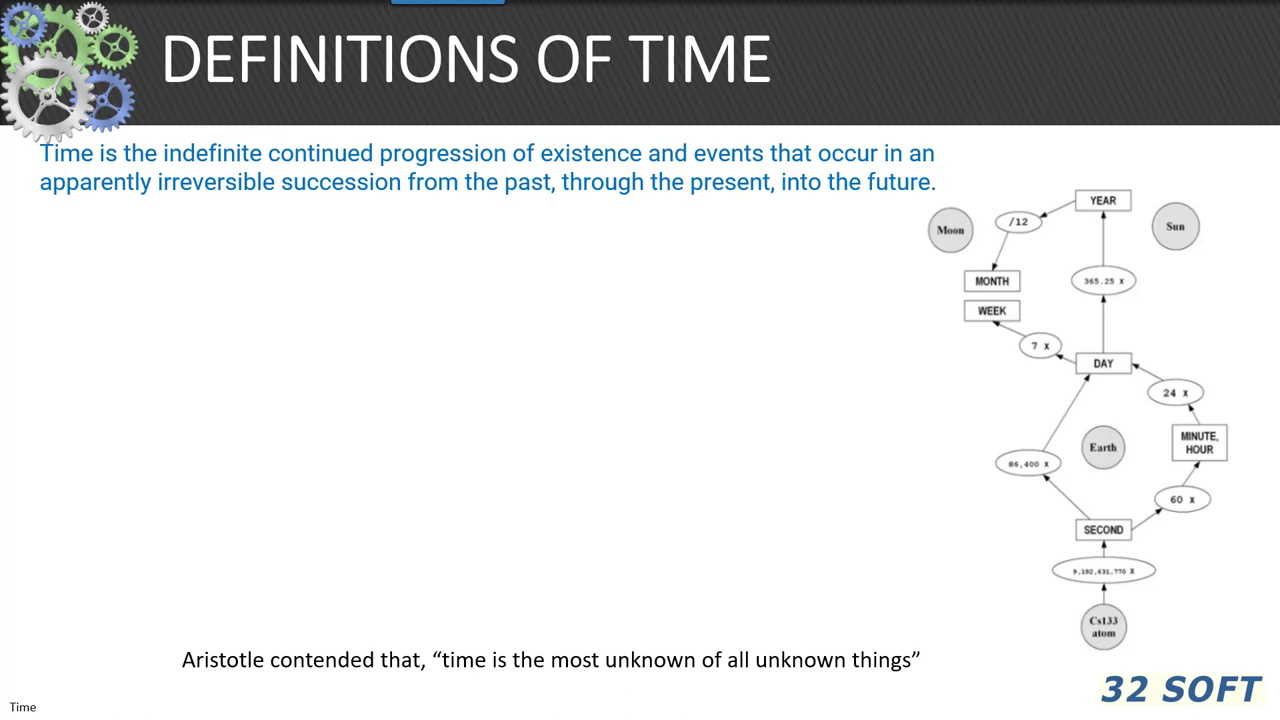 DEFINITIONS OF TIME
Time is the indefinite continued progression of existence and events that occur in an
apparently irreversible succession from the past, through the present, into the future.
YEAR
/12
Moon
Sun
MONTH
365.25 X
WEEK
7 X
DAY
24 X
MINUTE,
HOUR
Earth
86,400 X
60 X
SECOND
9,192,631,770 X
Cs133
atom
Aristotle contended that, “time is the most unknown of all unknown things”
32 SOFT
Time